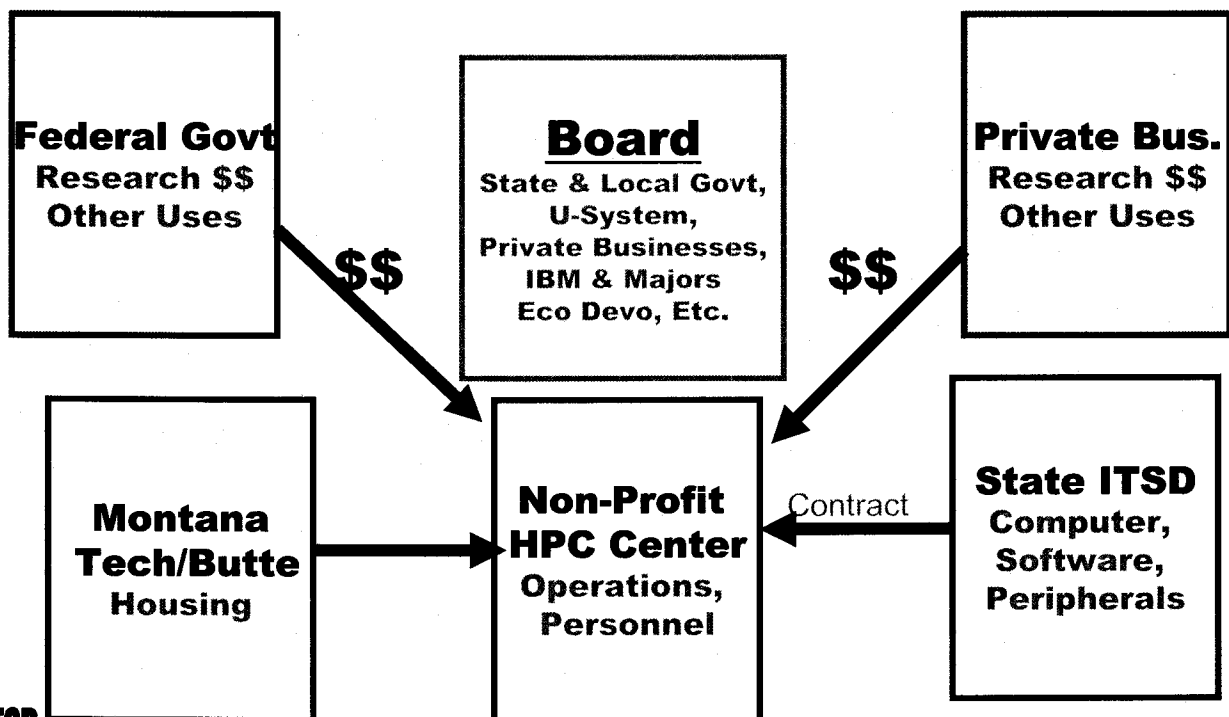 Federal Govt
Research $$
Other Uses
$$
Board
State & Local Govt,
U-System,
Private Businesses,
IBM & Majors
Eco Devo, Etc.
$$
Private Bus.
Research $$
Other Uses
Montana
Tech/Butte
Housing
Non-Profit
HPC Center
Operations,
Personnel
Contract
State ITSD
Computer,
Software,
Peripherals